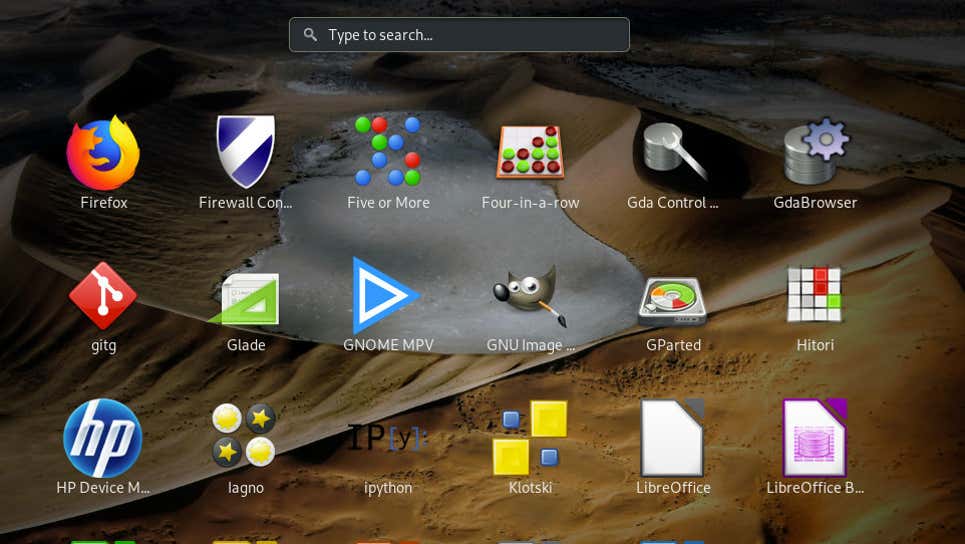 Type to search...
Firefox
Firewall Con...
Five or More
Four-in-a-row
Gda Control ...
GdaBrowser
gitg
Glade
GNOME MPV
GNU Image ...
GParted
Hitori
hp
IP[y]:
HP Device M...
Iagno
ipython
Klotski
LibreOffice
LibreOffice B...